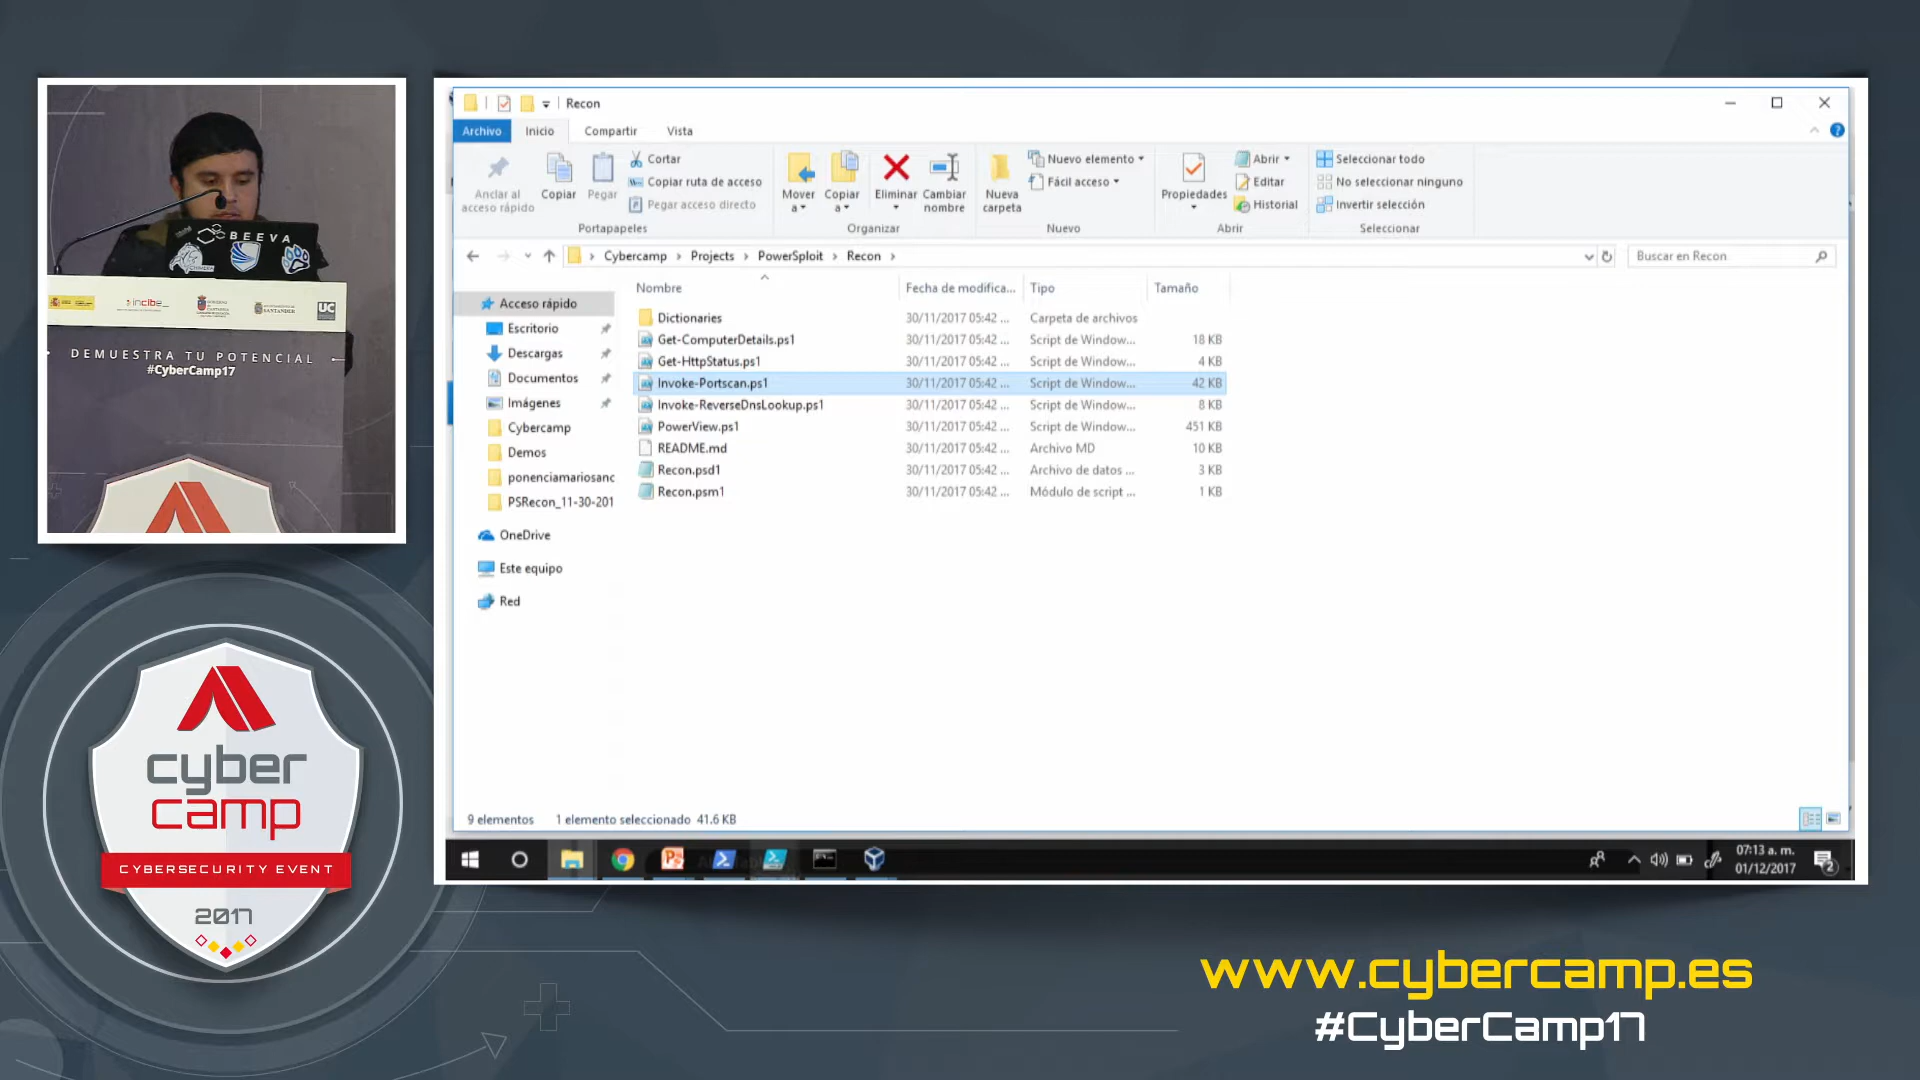 BEEVA
incibe
SANTANDER
UC
DEMUESTRA TU POTENCIAL
#CyberCamp17
cyber
camp
CYBERSECURITY EVENT
2017
Recon
Archivo
Inicio
Compartir
Vista
Anclar al
acceso rápido
Copiar
Pegar
Cortar
Copiar ruta de acceso
Pegar acceso directo
Portapapeles
Mover
a
Copiar
a
Eliminar
Cambiar
nombre
Organizar
Nueva
carpeta
Nuevo elemento
Fácil acceso
Nuevo
Propiedades
Abrir
Editar
Historial
Abrir
Seleccionar todo
No seleccionar ninguno
Invertir selección
Seleccionar
Cybercamp > Projects > PowerSploit > Recon >
Buscar en Recon
Acceso rápido
Escritorio
Descargas
Documentos
Imágenes
Cybercamp
Demos
ponenciamariosanc
PSRecon_11-30-201
OneDrive
Este equipo
Red
Nombre Fecha de modifica... Tipo Tamaño
Dictionaries 30/11/2017 05:42 ... Carpeta de archivos
Get-ComputerDetails.ps1 30/11/2017 05:42 ... Script de Window... 18 KB
Get-HttpStatus.ps1 30/11/2017 05:42 ... Script de Window... 4 KB
Invoke-Portscan.ps1 30/11/2017 05:42 ... Script de Window... 42 KB
Invoke-ReverseDnsLookup.ps1 30/11/2017 05:42 ... Script de Window... 8 KB
PowerView.ps1 30/11/2017 05:42 ... Script de Window... 451 KB
README.md 30/11/2017 05:42 ... Archivo MD 10 KB
Recon.psd1 30/11/2017 05:42 ... Archivo de datos ... 3 KB
Recon.psm1 30/11/2017 05:42 ... Módulo de script ... 1 KB
9 elementos 1 elemento seleccionado 41.6 KB
07:13 a. m.
01/12/2017
2
www.cybercamp.es
#CyberCamp17